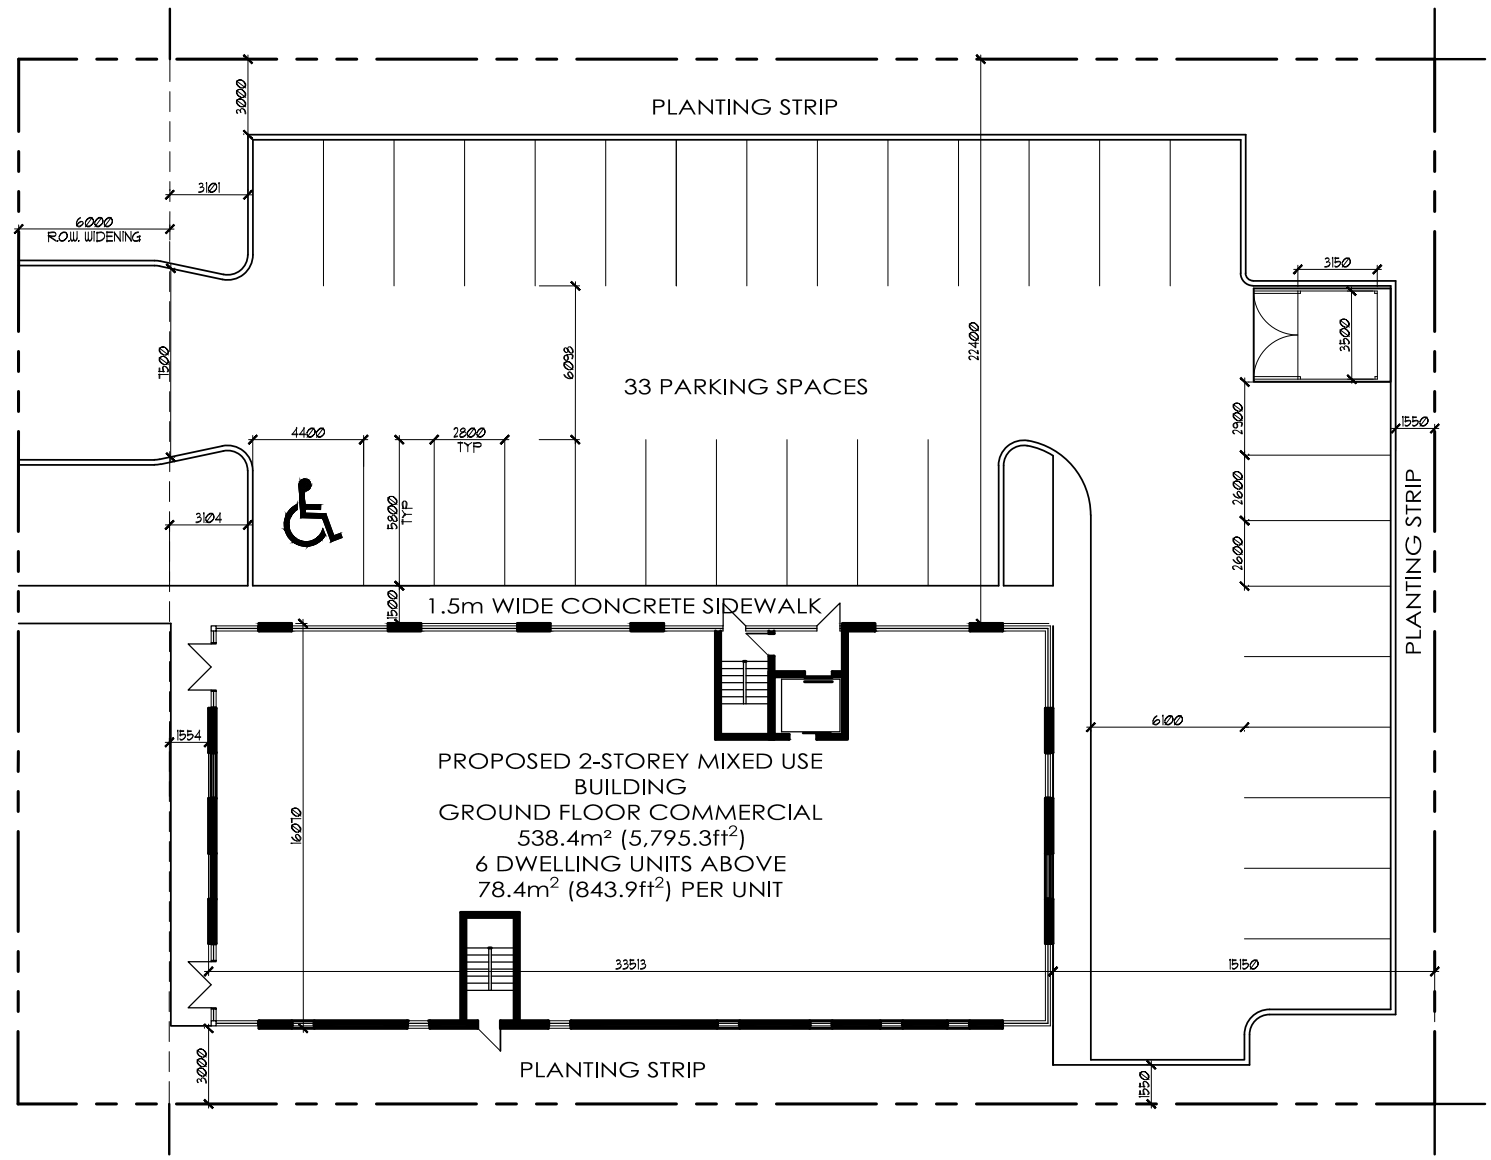 3000
PLANTING STRIP
3101
6000
R.O.W. WIDENING
3150
3500
7500
6098
22400
33 PARKING SPACES
2900
1550
4400
2800
TYP
2600
5800
TYP
3104
2600
PLANTING STRIP
1500
1.5m WIDE CONCRETE SIDEWALK
6100
1554
PROPOSED 2-STOREY MIXED USE
BUILDING
GROUND FLOOR COMMERCIAL
538.4m² (5,795.3ft²)
6 DWELLING UNITS ABOVE
78.4m² (843.9ft²) PER UNIT
16070
33513
15150
3000
PLANTING STRIP
1550